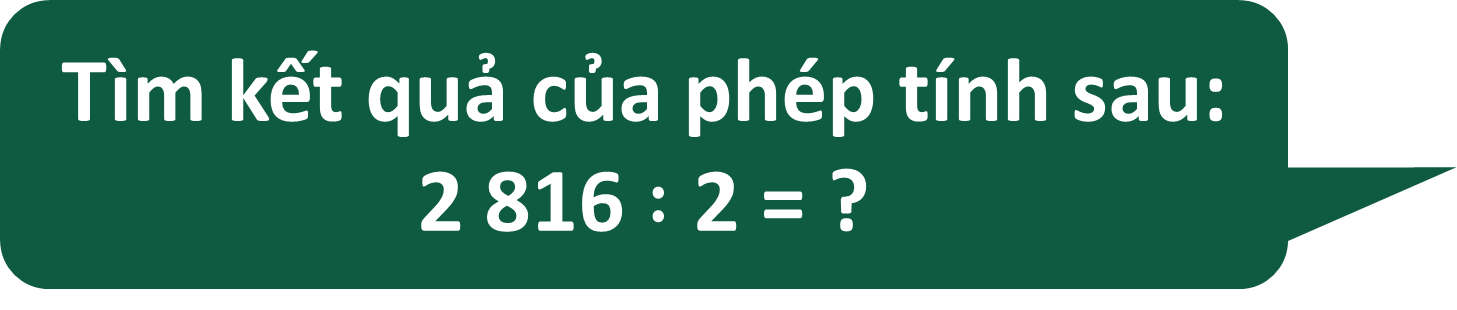 Tìm kết quả của phép tính sau:
2 816 : 2 = ?